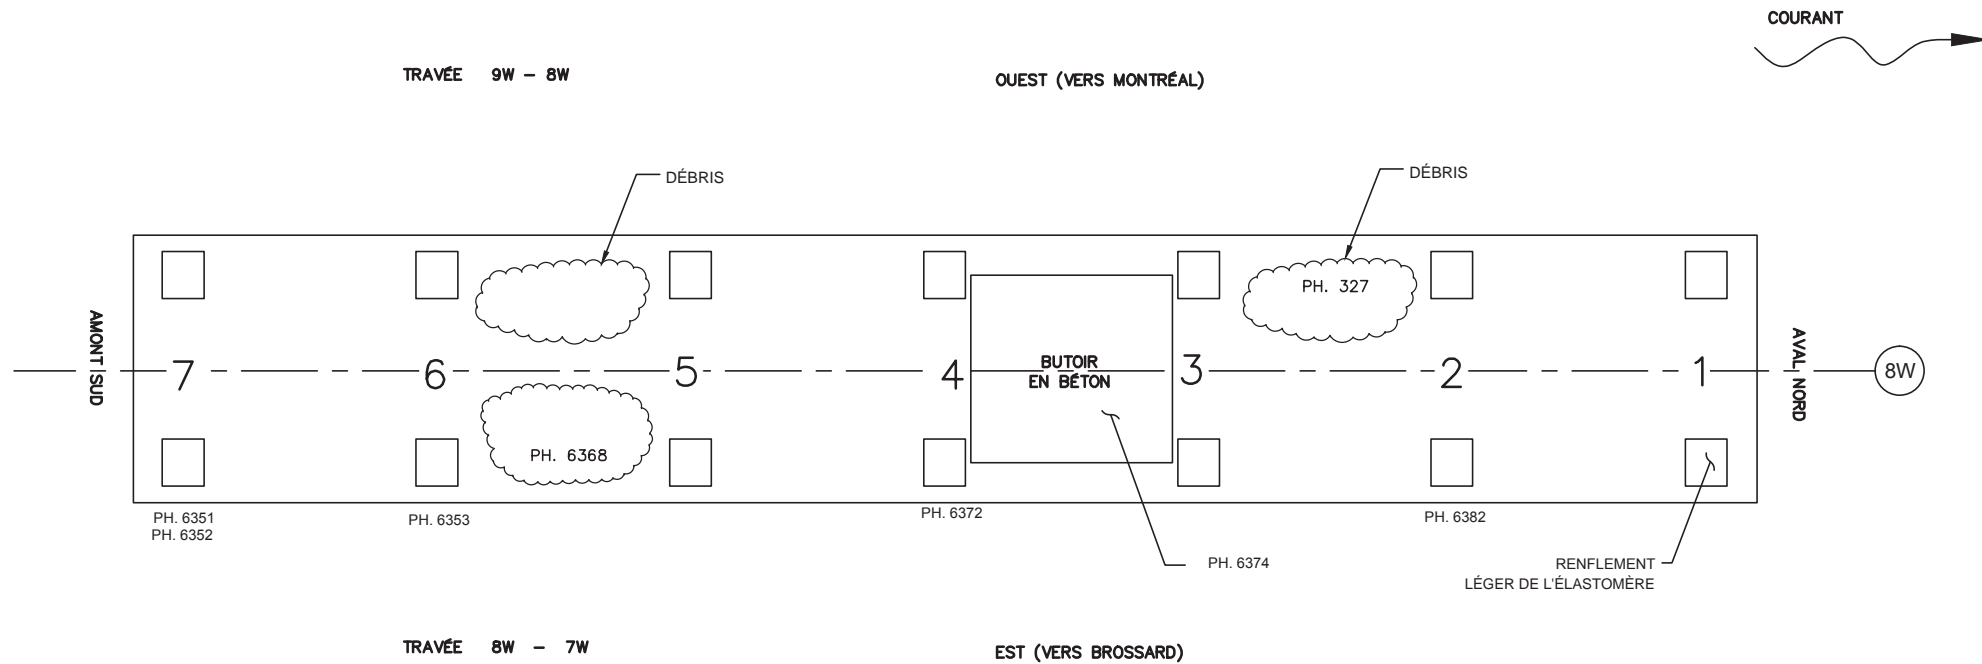 COURANT
TRAVÉE 9W - 8W
OUEST (VERS MONTRÉAL)
DÉBRIS
DÉBRIS
PH. 327
AMONT SUD
7
6
5
4
BUTOIR
EN BÉTON
3
2
1
AVAL NORD
8W
PH. 6368
PH. 6351
PH. 6352
PH. 6353
PH. 6372
PH. 6382
PH. 6374
RENFLEMENT
LÉGER DE L'ÉLASTOMÈRE
TRAVÉE 8W - 7W
EST (VERS BROSSARD)